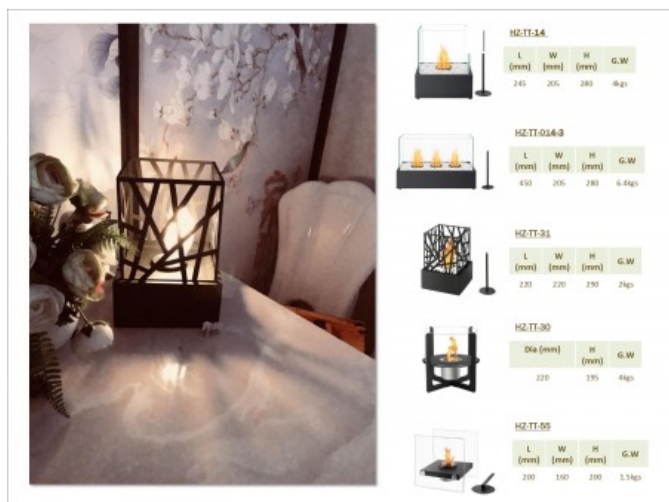 HZ-TT-14
L (mm) W (mm) H (mm) G.W
245 205 280 4kgs
HZ-TT-014-3
L (mm) W (mm) H (mm) G.W
450 205 280 6.4kgs
HZ-TT-31
L (mm) W (mm) H (mm) G.W
220 220 290 2kgs
HZ-TT-30
Dia (mm) H (mm) G.W
220 195 4kgs
HZ-TT-55
L (mm) W (mm) H (mm) G.W
200 160 200 1.5kgs